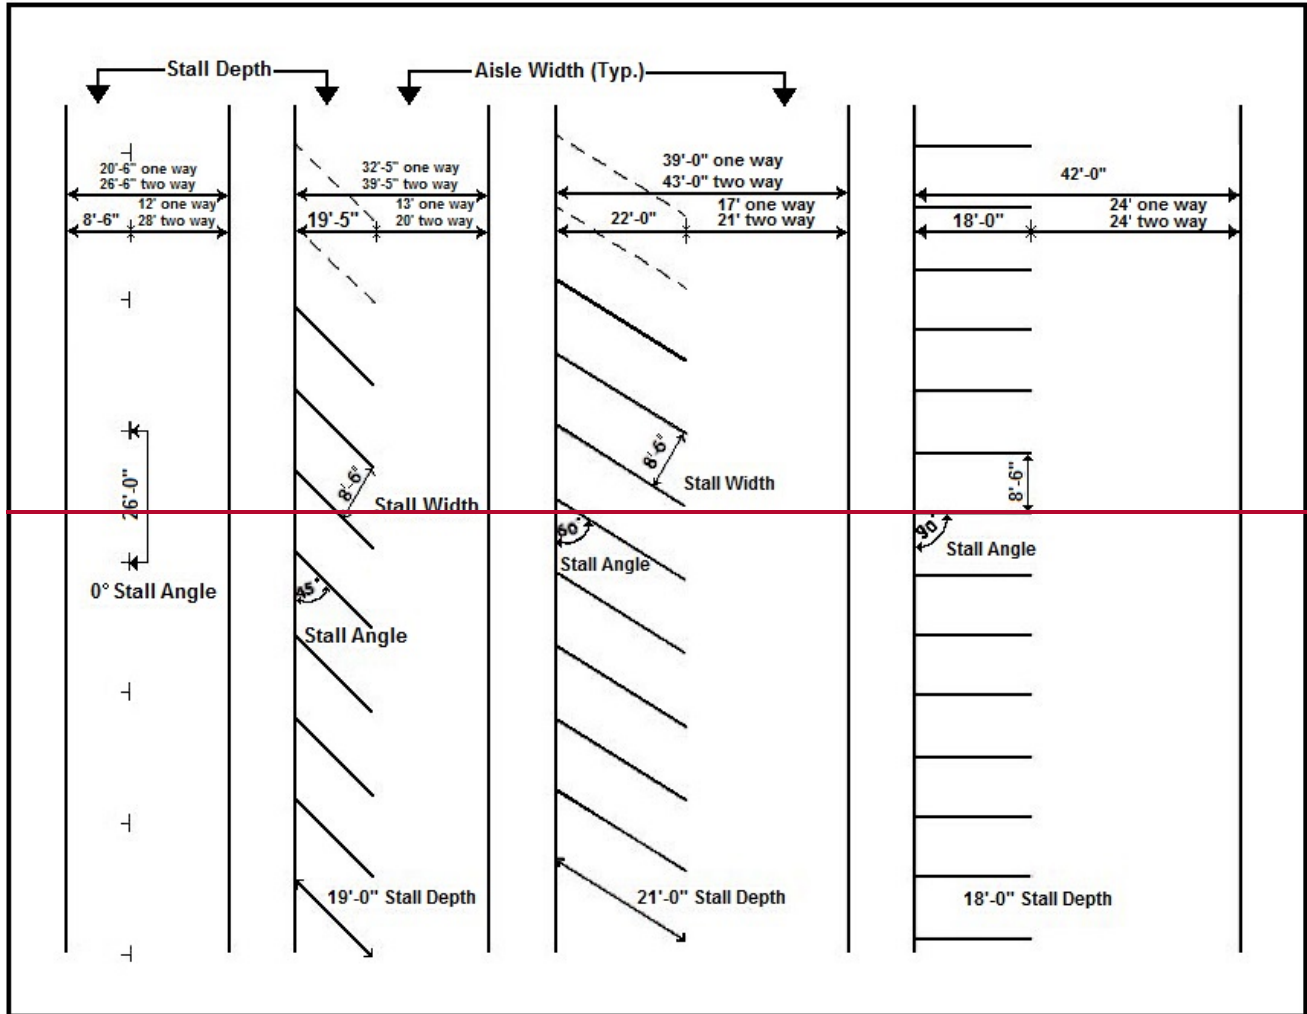 Stall Depth
Aisle Width (Typ.)
20'-6" one way
26'-6" two way
12' one way
8'-6"
28' two way
32'-5" one way
39'-5" two way
13' one way
19'-5"
20' two way
39'-0" one way
43'-0" two way
17' one way
22'-0"
21' two way
42'-0"
24' one way
18'-0"
24' two way
26'-0"
0° Stall Angle
8'-6"
Stall Width
45°
Stall Angle
8'-6"
Stall Width
60°
Stall Angle
8'-6"
90°
Stall Angle
19'-0" Stall Depth
21'-0" Stall Depth
18'-0" Stall Depth